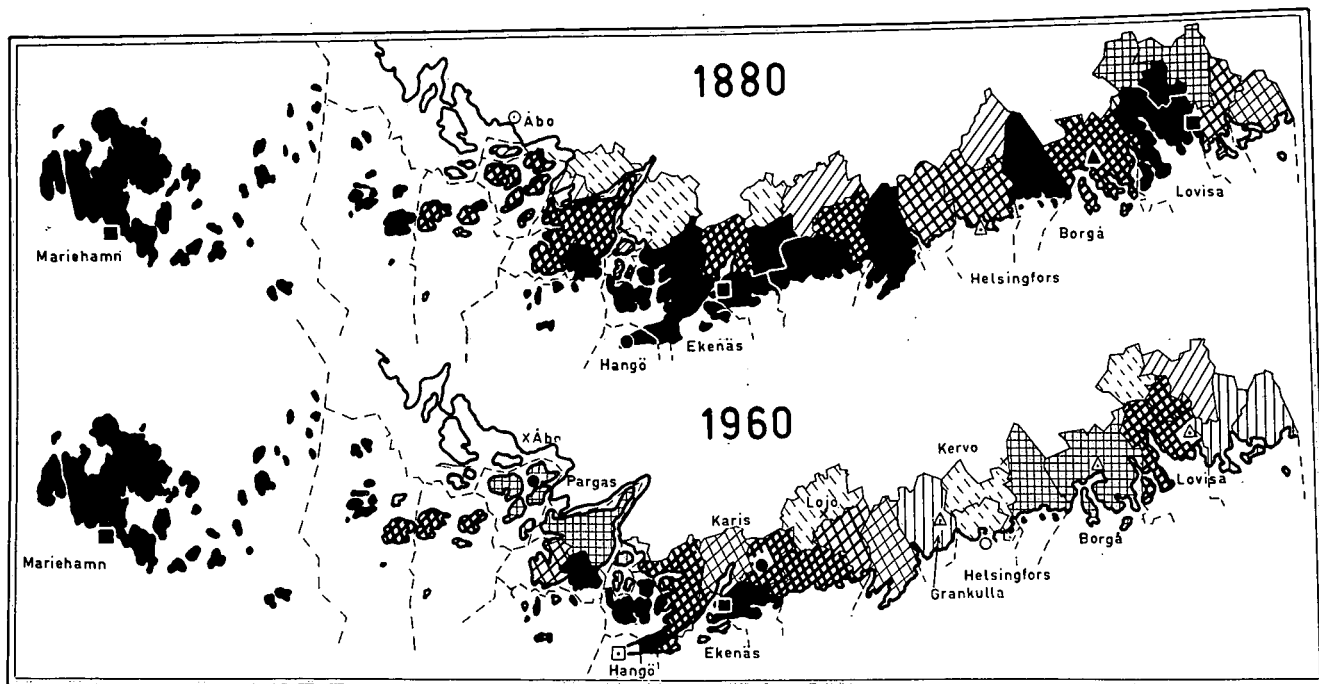 1880
Åbo
Mariehamn
Lovisa
Borgå
Helsingfors
Ekenäs
Hangö
1960
XÅbo
Pargas
Kervo
Lojo
Karis
Lovisa
Borgå
Mariehamn
Helsingfors
Grankulla
Ekenäs
Hangö